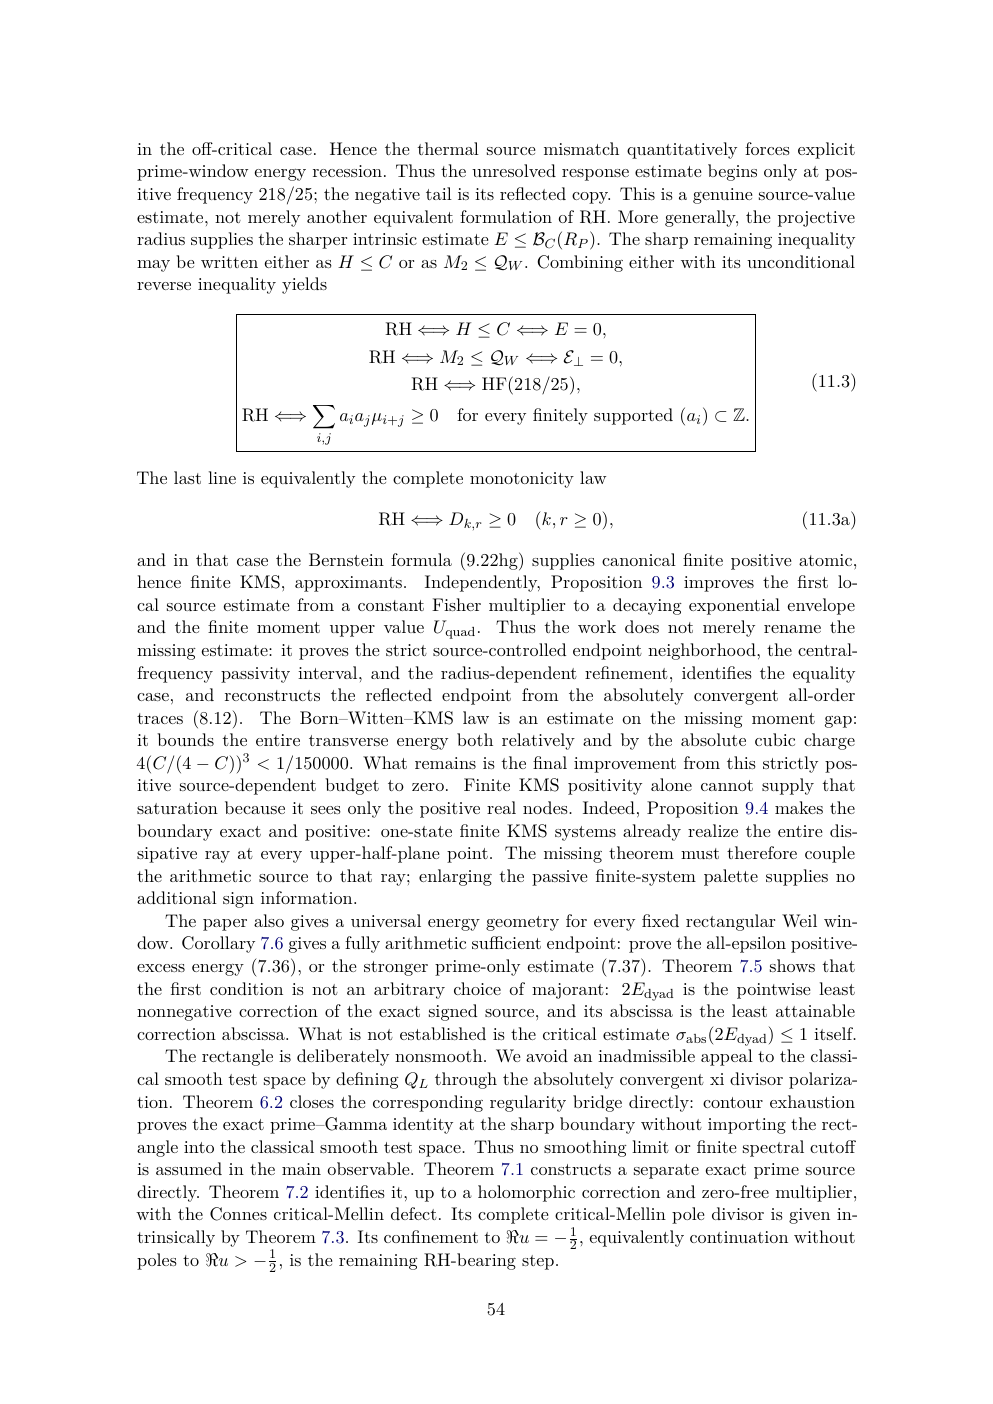 in the off-critical case. Hence the thermal source mismatch quantitatively forces explicit
prime-window energy recession. Thus the unresolved response estimate begins only at pos-
itive frequency 218/25; the negative tail is its reflected copy. This is a genuine source-value
estimate, not merely another equivalent formulation of RH. More generally, the projective
radius supplies the sharper intrinsic estimate E ≤ ℬ_C(R_P). The sharp remaining inequality
may be written either as H ≤ C or as M₂ ≤ 𝒬_W. Combining either with its unconditional
reverse inequality yields
RH ⟺ H ≤ C ⟺ E = 0,
RH ⟺ M₂ ≤ 𝒬_W ⟺ ℰ_⊥ = 0,
RH ⟺ HF(218/25),
RH ⟺ ∑_{i,j} a_i a_j μ_{i+j} ≥ 0 for every finitely supported (a_i) ⊂ ℤ.
(11.3)
The last line is equivalently the complete monotonicity law
RH ⟺ D_{k,r} ≥ 0 (k, r ≥ 0), (11.3a)
and in that case the Bernstein formula (9.22hg) supplies canonical finite positive atomic,
hence finite KMS, approximants. Independently, Proposition 9.3 improves the first lo-
cal source estimate from a constant Fisher multiplier to a decaying exponential envelope
and the finite moment upper value U_quad. Thus the work does not merely rename the
missing estimate: it proves the strict source-controlled endpoint neighborhood, the central-
frequency passivity interval, and the radius-dependent refinement, identifies the equality
case, and reconstructs the reflected endpoint from the absolutely convergent all-order
traces (8.12). The Born–Witten–KMS law is an estimate on the missing moment gap:
it bounds the entire transverse energy both relatively and by the absolute cubic charge
4(C/(4 − C))³ < 1/150000. What remains is the final improvement from this strictly pos-
itive source-dependent budget to zero. Finite KMS positivity alone cannot supply that
saturation because it sees only the positive real nodes. Indeed, Proposition 9.4 makes the
boundary exact and positive: one-state finite KMS systems already realize the entire dis-
sipative ray at every upper-half-plane point. The missing theorem must therefore couple
the arithmetic source to that ray; enlarging the passive finite-system palette supplies no
additional sign information.
The paper also gives a universal energy geometry for every fixed rectangular Weil win-
dow. Corollary 7.6 gives a fully arithmetic sufficient endpoint: prove the all-epsilon positive-
excess energy (7.36), or the stronger prime-only estimate (7.37). Theorem 7.5 shows that
the first condition is not an arbitrary choice of majorant: 2E_dyad is the pointwise least
nonnegative correction of the exact signed source, and its abscissa is the least attainable
correction abscissa. What is not established is the critical estimate σ_abs(2E_dyad) ≤ 1 itself.
The rectangle is deliberately nonsmooth. We avoid an inadmissible appeal to the classi-
cal smooth test space by defining Q_L through the absolutely convergent xi divisor polariza-
tion. Theorem 6.2 closes the corresponding regularity bridge directly: contour exhaustion
proves the exact prime–Gamma identity at the sharp boundary without importing the rect-
angle into the classical smooth test space. Thus no smoothing limit or finite spectral cutoff
is assumed in the main observable. Theorem 7.1 constructs a separate exact prime source
directly. Theorem 7.2 identifies it, up to a holomorphic correction and zero-free multiplier,
with the Connes critical-Mellin defect. Its complete critical-Mellin pole divisor is given in-
trinsically by Theorem 7.3. Its confinement to ℜu = −1/2, equivalently continuation without
poles to ℜu > −1/2, is the remaining RH-bearing step.
54